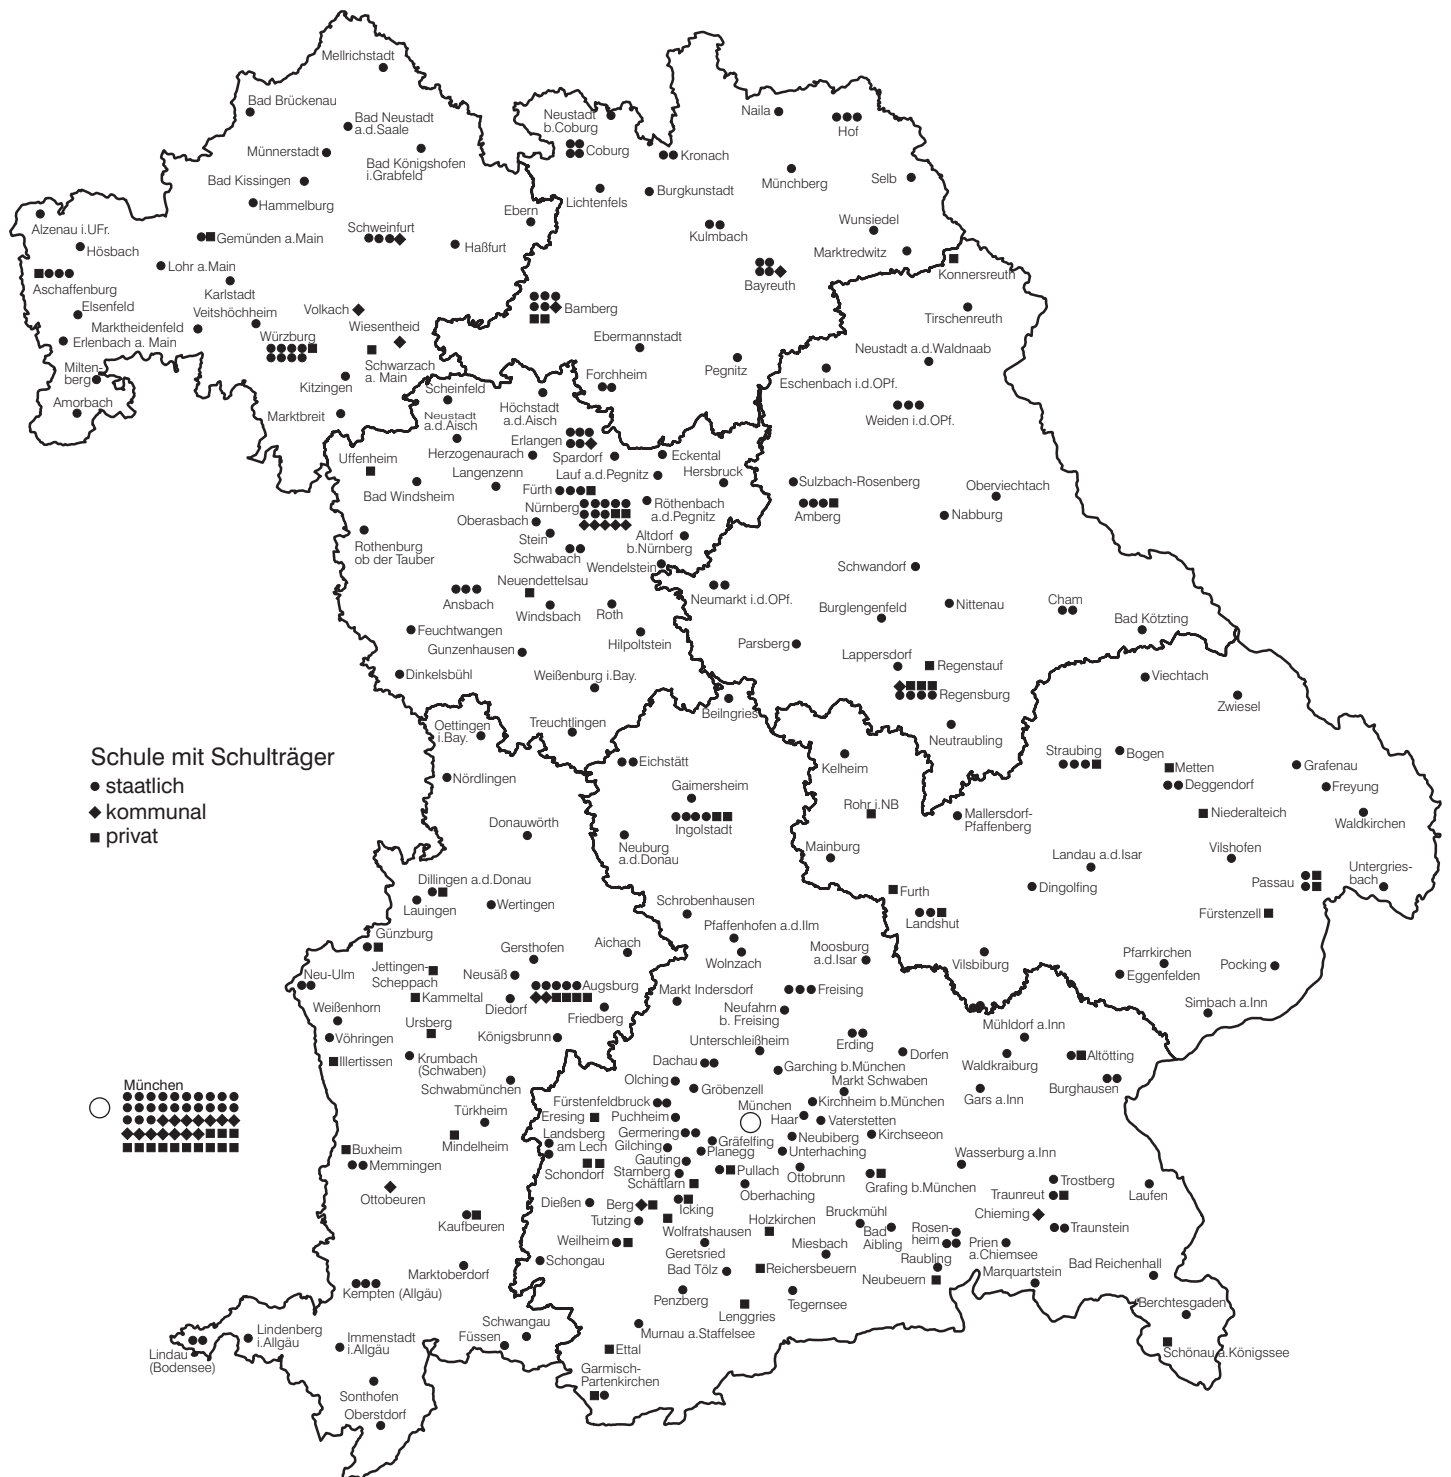 Mellrichstadt
Bad Brückenau
Bad Neustadt
a.d.Saale
Münnerstadt
Bad Königshofen
i.Grabfeld
Bad Kissingen
Hammelburg
Ebern
Alzenau i.UFr.
Hösbach
Gemünden a.Main
Schweinfurt
Haßfurt
Lohr a.Main
Aschaffenburg
Karlstadt
Elsenfeld
Veitshöchheim
Volkach
Marktheidenfeld
Erlenbach a. Main
Würzburg
Wiesentheid
Schwarzach
a. Main
Milten-
berg
Kitzingen
Amorbach
Marktbreit
Neustadt
b.Coburg
Coburg
Kronach
Naila
Hof
Lichtenfels
Burgkunstadt
Münchberg
Selb
Kulmbach
Wunsiedel
Marktredwitz
Bayreuth
Bamberg
Ebermannstadt
Pegnitz
Forchheim
Konnersreuth
Tirschenreuth
Neustadt a.d.Waldnaab
Eschenbach i.d.OPf.
Weiden i.d.OPf.
Sulzbach-Rosenberg
Amberg
Oberviechtach
Nabburg
Schwandorf
Neumarkt i.d.OPf.
Burglengenfeld
Nittenau
Cham
Bad Kötzting
Parsberg
Lappersdorf
Regenstauf
Regensburg
Neutraubling
Scheinfeld
Höchstadt
a.d.Aisch
Neustadt
a.d.Aisch
Erlangen
Herzogenaurach
Spardorf
Eckental
Uffenheim
Langenzenn
Lauf a.d.Pegnitz
Hersbruck
Bad Windsheim
Fürth
Nürnberg
Röthenbach
a.d.Pegnitz
Oberasbach
Rothenburg
ob der Tauber
Stein
Altdorf
b.Nürnberg
Schwabach
Wendelstein
Ansbach
Neuendettelsau
Windsbach
Roth
Feuchtwangen
Gunzenhausen
Hilpoltstein
Dinkelsbühl
Weißenburg i.Bay.
Treuchtlingen
Viechtach
Zwiesel
Straubing
Bogen
Metten
Deggendorf
Grafenau
Freyung
Kelheim
Rohr i.NB
Mallersdorf-
Pfaffenberg
Niederalteich
Waldkirchen
Mainburg
Landau a.d.Isar
Vilshofen
Dingolfing
Passau
Untergries-
bach
Furth
Landshut
Fürstenzell
Vilsbiburg
Pfarrkirchen
Eggenfelden
Pocking
Simbach a.Inn
Schule mit Schulträger
staatlich
kommunal
privat
Oettingen
i.Bay.
Nördlingen
Donauwörth
Dillingen a.d.Donau
Lauingen
Wertingen
Günzburg
Gersthofen
Aichach
Neu-Ulm
Jettingen-
Scheppach
Neusäß
Augsburg
Kammeltal
Weißenhorn
Diedorf
Friedberg
Ursberg
Vöhringen
Königsbrunn
Illertissen
Krumbach
(Schwaben)
Schwabmünchen
Türkheim
Buxheim
Mindelheim
Memmingen
Ottobeuren
Kaufbeuren
Marktoberdorf
Kempten (Allgäu)
Lindau
(Bodensee)
Lindenberg
i.Allgäu
Immenstadt
i.Allgäu
Füssen
Schwangau
Sonthofen
Oberstdorf
München
Beilngries
Eichstätt
Gaimersheim
Ingolstadt
Neuburg
a.d.Donau
Schrobenhausen
Pfaffenhofen a.d.Ilm
Wolnzach
Moosburg
a.d.Isar
Markt Indersdorf
Freising
Neufahrn
b. Freising
Unterschleißheim
Erding
Mühldorf a.Inn
Dachau
Garching b.München
Dorfen
Waldkraiburg
Altötting
Olching
Gröbenzell
Markt Schwaben
Burghausen
Fürstenfeldbruck
Kirchheim b.München
Gars a.Inn
Eresing
Puchheim
München
Haar
Vaterstetten
Landsberg
am Lech
Germering
Gräfelfing
Neubiberg
Kirchseeon
Gilching
Planegg
Unterhaching
Gauting
Wasserburg a.Inn
Schondorf
Starnberg
Pullach
Ottobrunn
Schäftlarn
Oberhaching
Grafing b.München
Trostberg
Traunreut
Laufen
Dießen
Berg
Icking
Chieming
Tutzing
Wolfratshausen
Holzkirchen
Bruckmühl
Bad
Aibling
Rosen-
heim
Traunstein
Weilheim
Geretsried
Miesbach
Prien
a.Chiemsee
Schongau
Bad Tölz
Reichersbeuern
Raubling
Neubeuern
Marquartstein
Bad Reichenhall
Penzberg
Lenggries
Tegernsee
Berchtesgaden
Murnau a.Staffelsee
Ettal
Schönau a.Königssee
Garmisch-
Partenkirchen